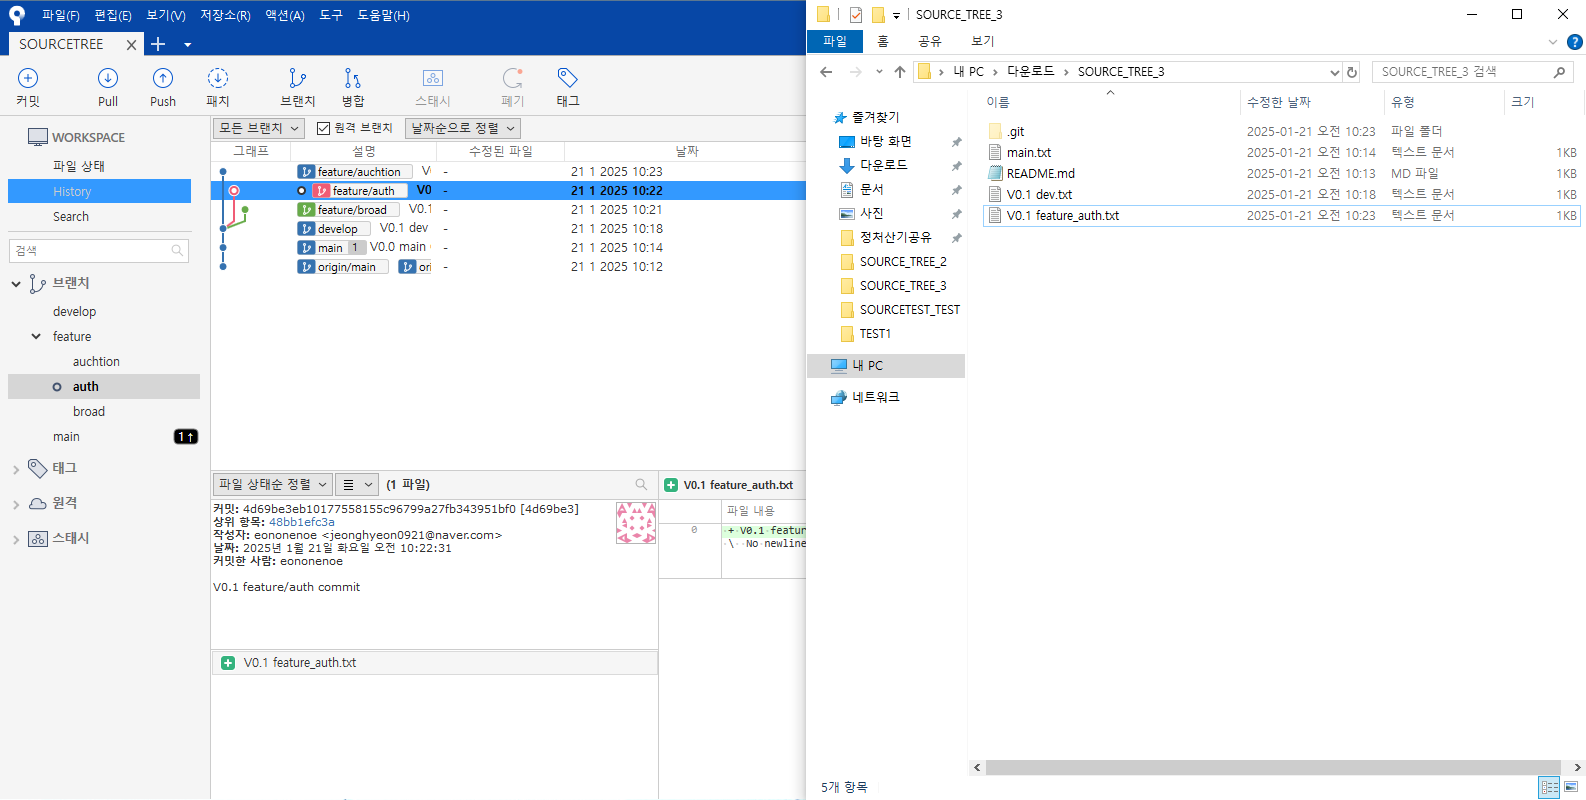 파일(F) 편집(E) 보기(V) 저장소(R) 액션(A) 도구 도움말(H)
SOURCETREE
커밋 Pull Push 패치 브랜치 병합 스태시 폐기 태그
WORKSPACE
파일 상태
History
Search
검색
브랜치
develop
feature
auchtion
auth
broad
main 1↑
태그
원격
스태시
모든 브랜치 원격 브랜치 날짜순으로 정렬
그래프 설명 수정된 파일 날짜
feature/auchtion - 21 1 2025 10:23
feature/auth V0 - 21 1 2025 10:22
feature/broad V0.1 - 21 1 2025 10:21
develop V0.1 dev - 21 1 2025 10:18
main 1 V0.0 main - 21 1 2025 10:14
origin/main ori - 21 1 2025 10:12
파일 상태순 정렬 (1 파일)
커밋: 4d69be3eb10177558155c96799a27fb343951bf0 [4d69be3]
상위 항목: 48bb1efc3a
작성자: eononenoe <jeonghyeon0921@naver.com>
날짜: 2025년 1월 21일 화요일 오전 10:22:31
커밋한 사람: eononenoe
V0.1 feature/auth commit
V0.1 feature_auth.txt
V0.1 feature_auth.txt
파일 내용
0 + V0.1 featur
\ No newline
SOURCE_TREE_3
파일 홈 공유 보기
내 PC › 다운로드 › SOURCE_TREE_3
SOURCE_TREE_3 검색
즐겨찾기
바탕 화면
다운로드
문서
사진
정처산기공유
SOURCE_TREE_2
SOURCE_TREE_3
SOURCETEST_TEST
TEST1
내 PC
네트워크
이름 수정한 날짜 유형 크기
.git 2025-01-21 오전 10:23 파일 폴더
main.txt 2025-01-21 오전 10:14 텍스트 문서 1KB
README.md 2025-01-21 오전 10:13 MD 파일 1KB
V0.1 dev.txt 2025-01-21 오전 10:18 텍스트 문서 1KB
V0.1 feature_auth.txt 2025-01-21 오전 10:23 텍스트 문서 1KB
5개 항목